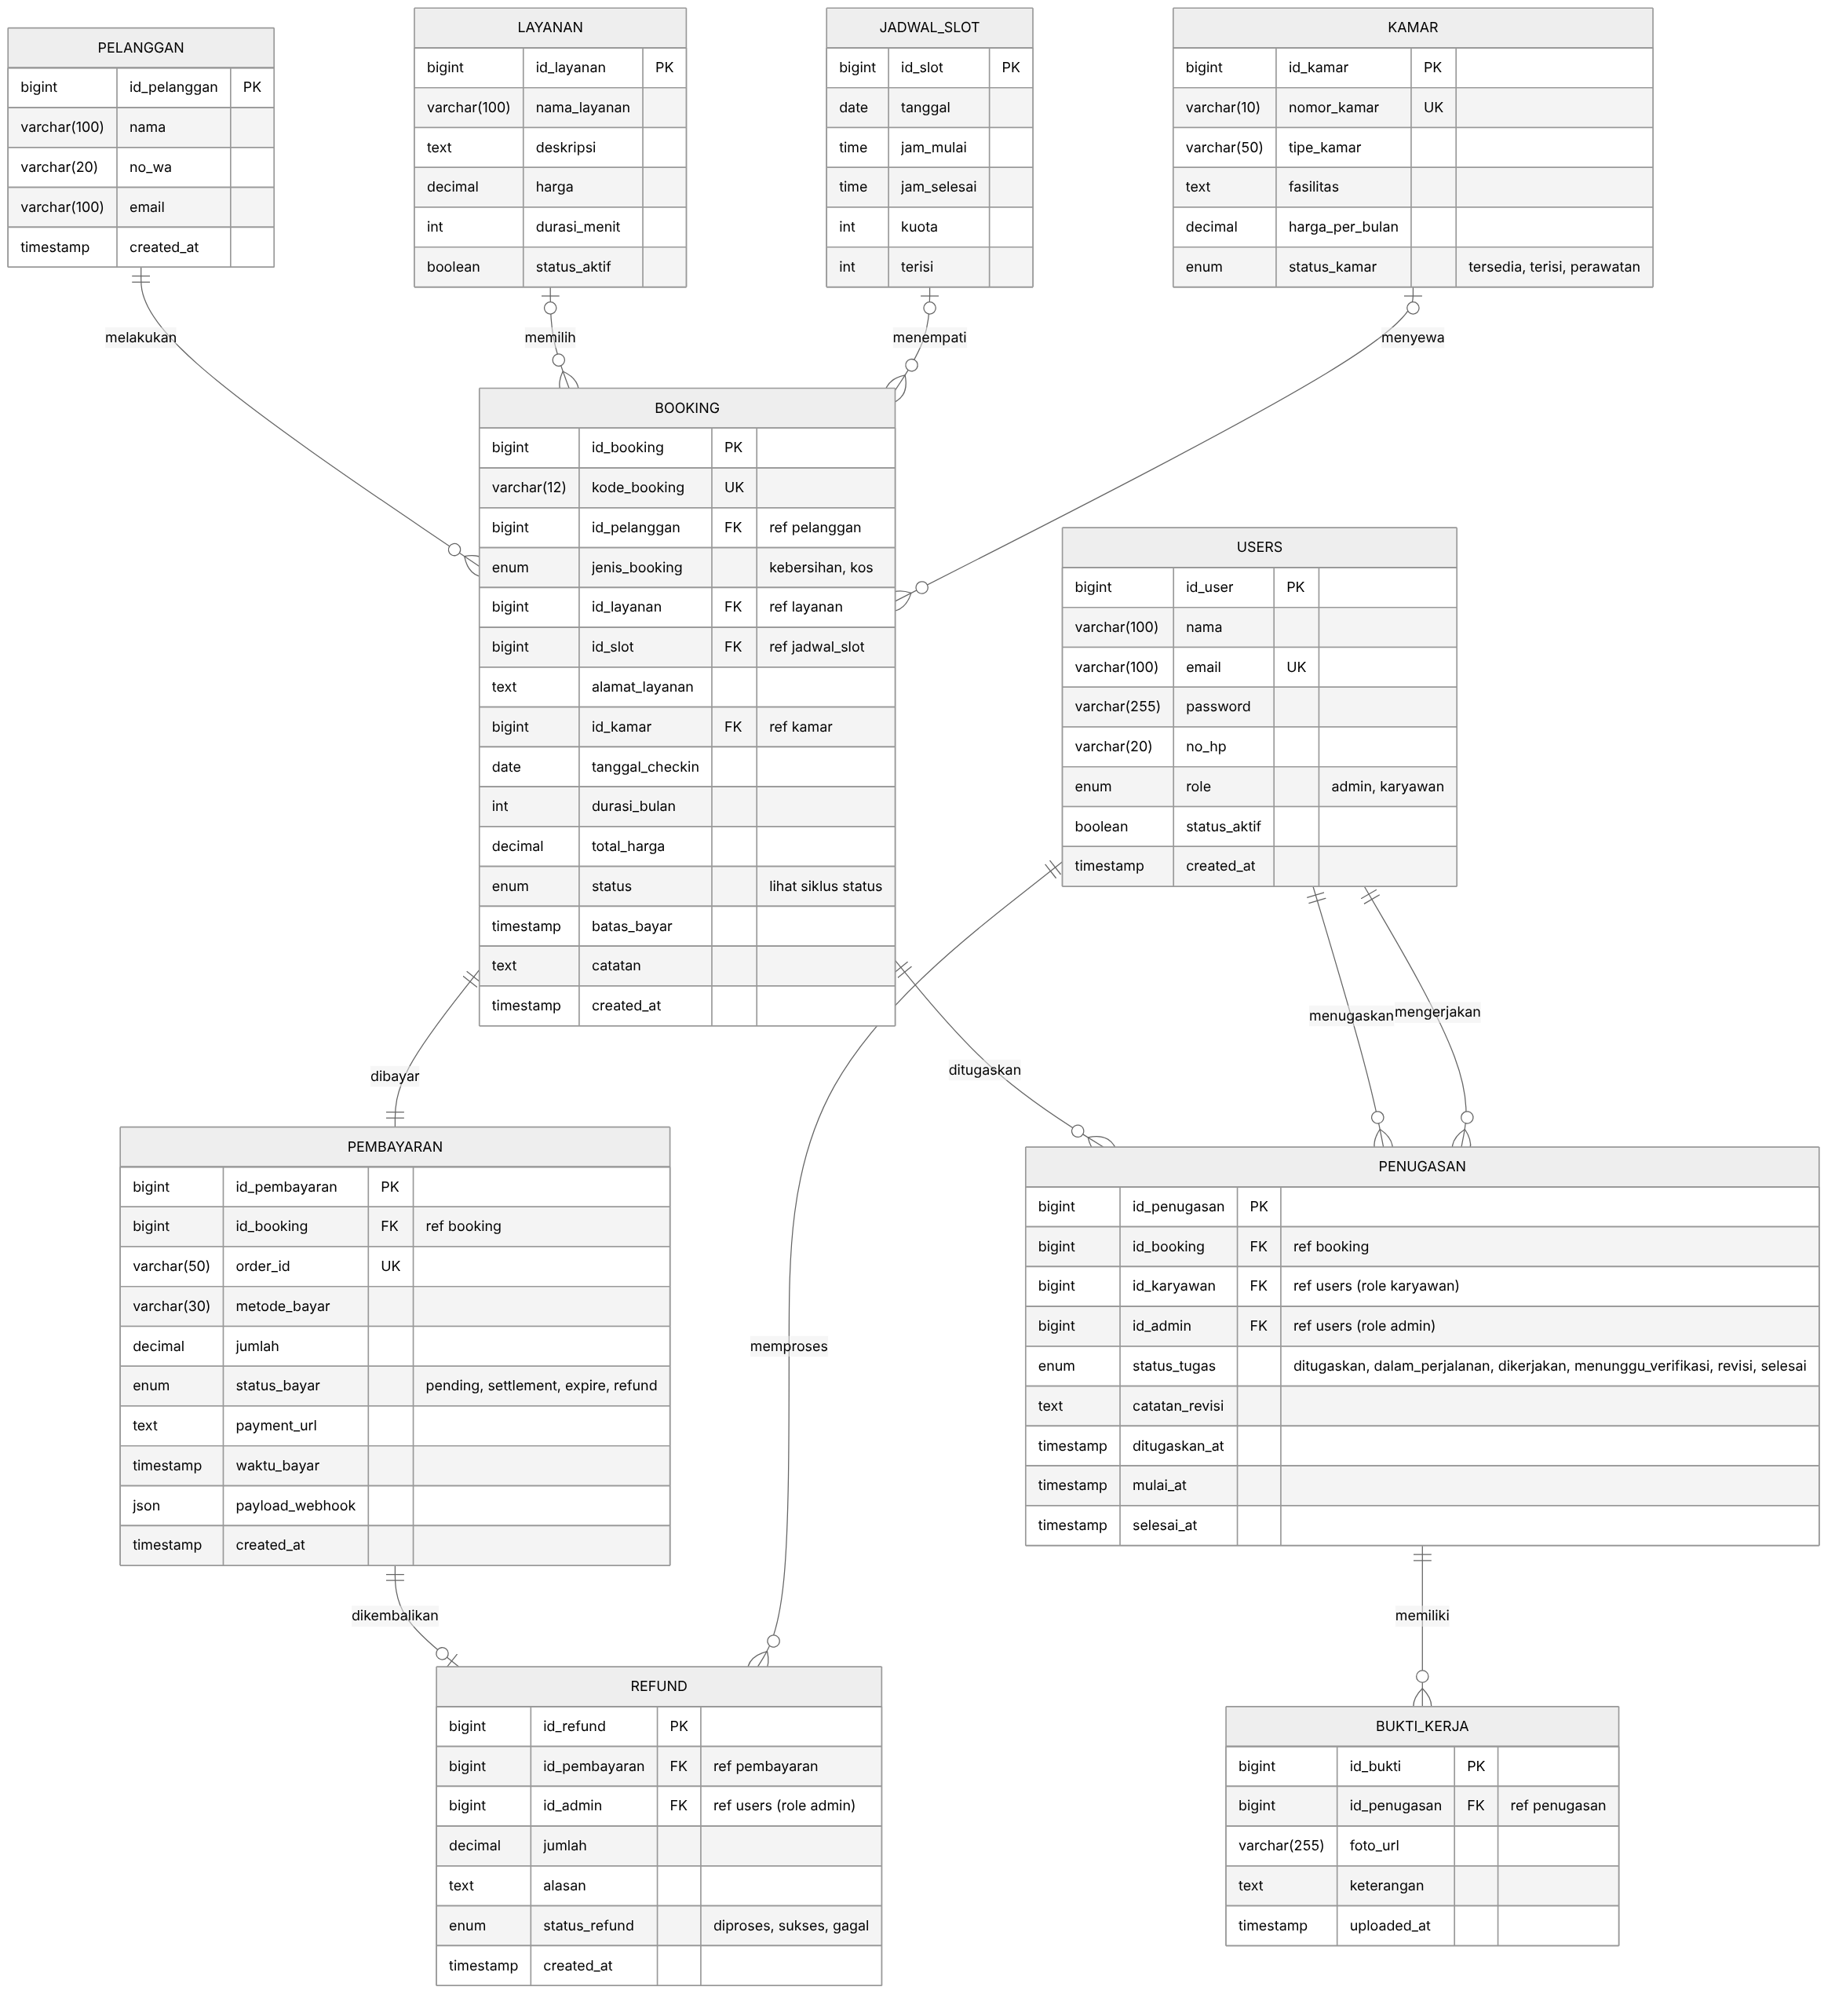 PELANGGAN
bigint id_pelanggan PK
varchar(100) nama
varchar(20) no_wa
varchar(100) email
timestamp created_at
LAYANAN
bigint id_layanan PK
varchar(100) nama_layanan
text deskripsi
decimal harga
int durasi_menit
boolean status_aktif
JADWAL_SLOT
bigint id_slot PK
date tanggal
time jam_mulai
time jam_selesai
int kuota
int terisi
KAMAR
bigint id_kamar PK
varchar(10) nomor_kamar UK
varchar(50) tipe_kamar
text fasilitas
decimal harga_per_bulan
enum status_kamar tersedia, terisi, perawatan
melakukan
memilih
menempati
menyewa
BOOKING
bigint id_booking PK
varchar(12) kode_booking UK
bigint id_pelanggan FK ref pelanggan
enum jenis_booking kebersihan, kos
bigint id_layanan FK ref layanan
bigint id_slot FK ref jadwal_slot
text alamat_layanan
bigint id_kamar FK ref kamar
date tanggal_checkin
int durasi_bulan
decimal total_harga
enum status lihat siklus status
timestamp batas_bayar
text catatan
timestamp created_at
USERS
bigint id_user PK
varchar(100) nama
varchar(100) email UK
varchar(255) password
varchar(20) no_hp
enum role admin, karyawan
boolean status_aktif
timestamp created_at
dibayar
ditugaskan
menugaskan
mengerjakan
PEMBAYARAN
bigint id_pembayaran PK
bigint id_booking FK ref booking
varchar(50) order_id UK
varchar(30) metode_bayar
decimal jumlah
enum status_bayar pending, settlement, expire, refund
text payment_url
timestamp waktu_bayar
json payload_webhook
timestamp created_at
memproses
PENUGASAN
bigint id_penugasan PK
bigint id_booking FK ref booking
bigint id_karyawan FK ref users (role karyawan)
bigint id_admin FK ref users (role admin)
enum status_tugas ditugaskan, dalam_perjalanan, dikerjakan, menunggu_verifikasi, revisi, selesai
text catatan_revisi
timestamp ditugaskan_at
timestamp mulai_at
timestamp selesai_at
dikembalikan
memiliki
REFUND
bigint id_refund PK
bigint id_pembayaran FK ref pembayaran
bigint id_admin FK ref users (role admin)
decimal jumlah
text alasan
enum status_refund diproses, sukses, gagal
timestamp created_at
BUKTI_KERJA
bigint id_bukti PK
bigint id_penugasan FK ref penugasan
varchar(255) foto_url
text keterangan
timestamp uploaded_at